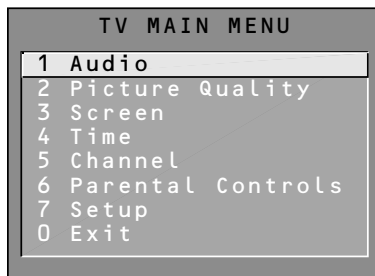 TV MAIN MENU
1 Audio
2 Picture Quality
3 Screen
4 Time
5 Channel
6 Parental Controls
7 Setup
0 Exit